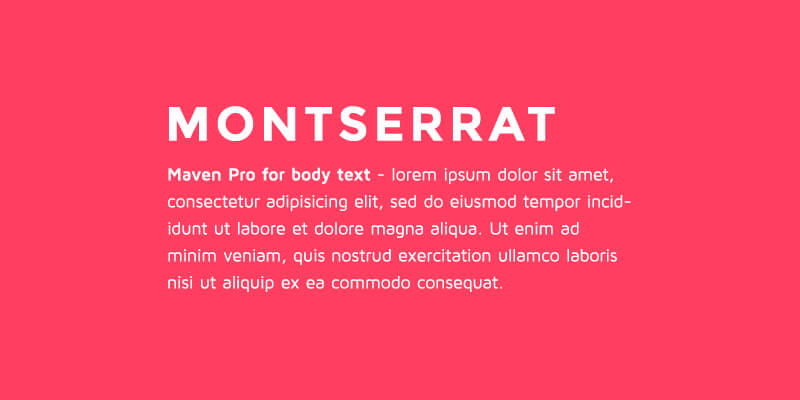 MONTSERRAT
Maven Pro for body text - lorem ipsum dolor sit amet,
consectetur adipisicing elit, sed do eiusmod tempor incid-
idunt ut labore et dolore magna aliqua. Ut enim ad
minim veniam, quis nostrud exercitation ullamco laboris
nisi ut aliquip ex ea commodo consequat.